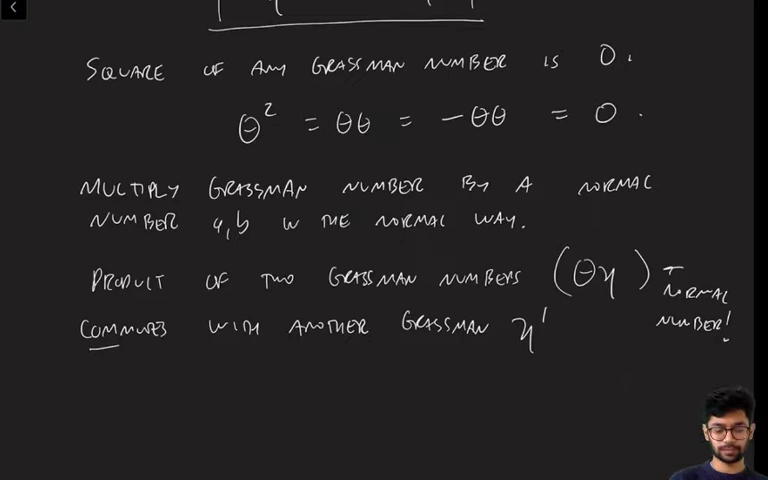 SQUARE OF ANY GRASSMAN NUMBER IS 0.
θ² = θθ = -θθ = 0.
MULTIPLY GRASSMAN NUMBER BY A NORMAL
NUMBER a,b IN THE NORMAL WAY.
PRODUCT OF TWO GRASSMAN NUMBERS (θη) ←
NORMAL
COMMUTES WITH ANOTHER GRASSMAN η'
NUMBER!